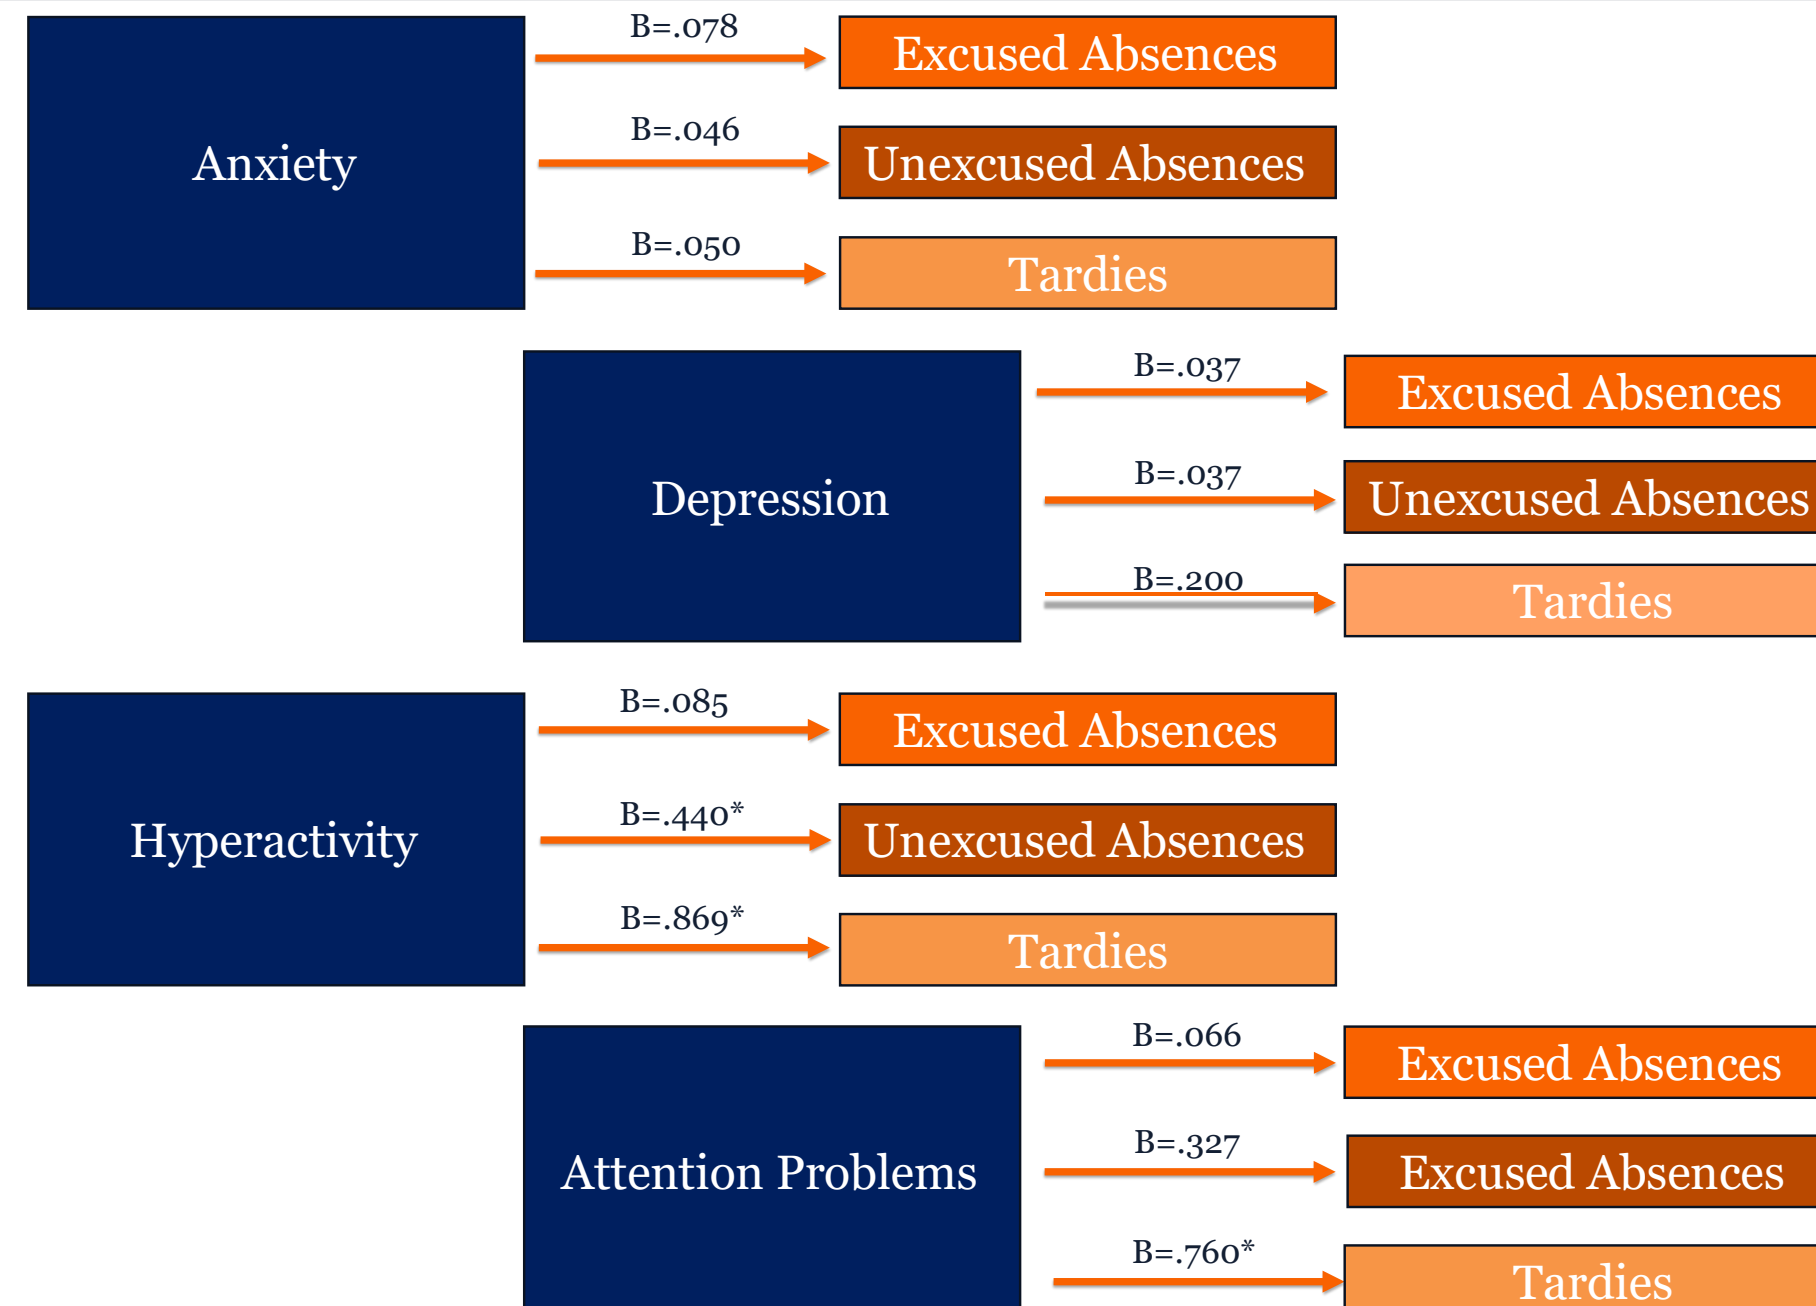 B=.078
Excused Absences
Anxiety
B=.046
Unexcused Absences
B=.050
Tardies
B=.037
Excused Absences
Depression
B=.037
Unexcused Absences
B=.200
Tardies
B=.085
Excused Absences
Hyperactivity
B=.440*
Unexcused Absences
B=.869*
Tardies
B=.066
Excused Absences
Attention Problems
B=.327
Excused Absences
B=.760*
Tardies